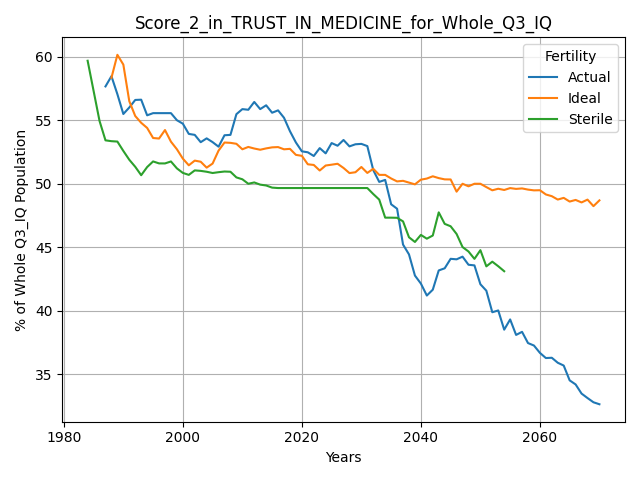 Score_2_in_TRUST_IN_MEDICINE_for_Whole_Q3_IQ
Fertility
Actual
Ideal
Sterile
% of Whole Q3_IQ Population
60
55
50
45
40
35
1980
2000
2020
2040
2060
Years